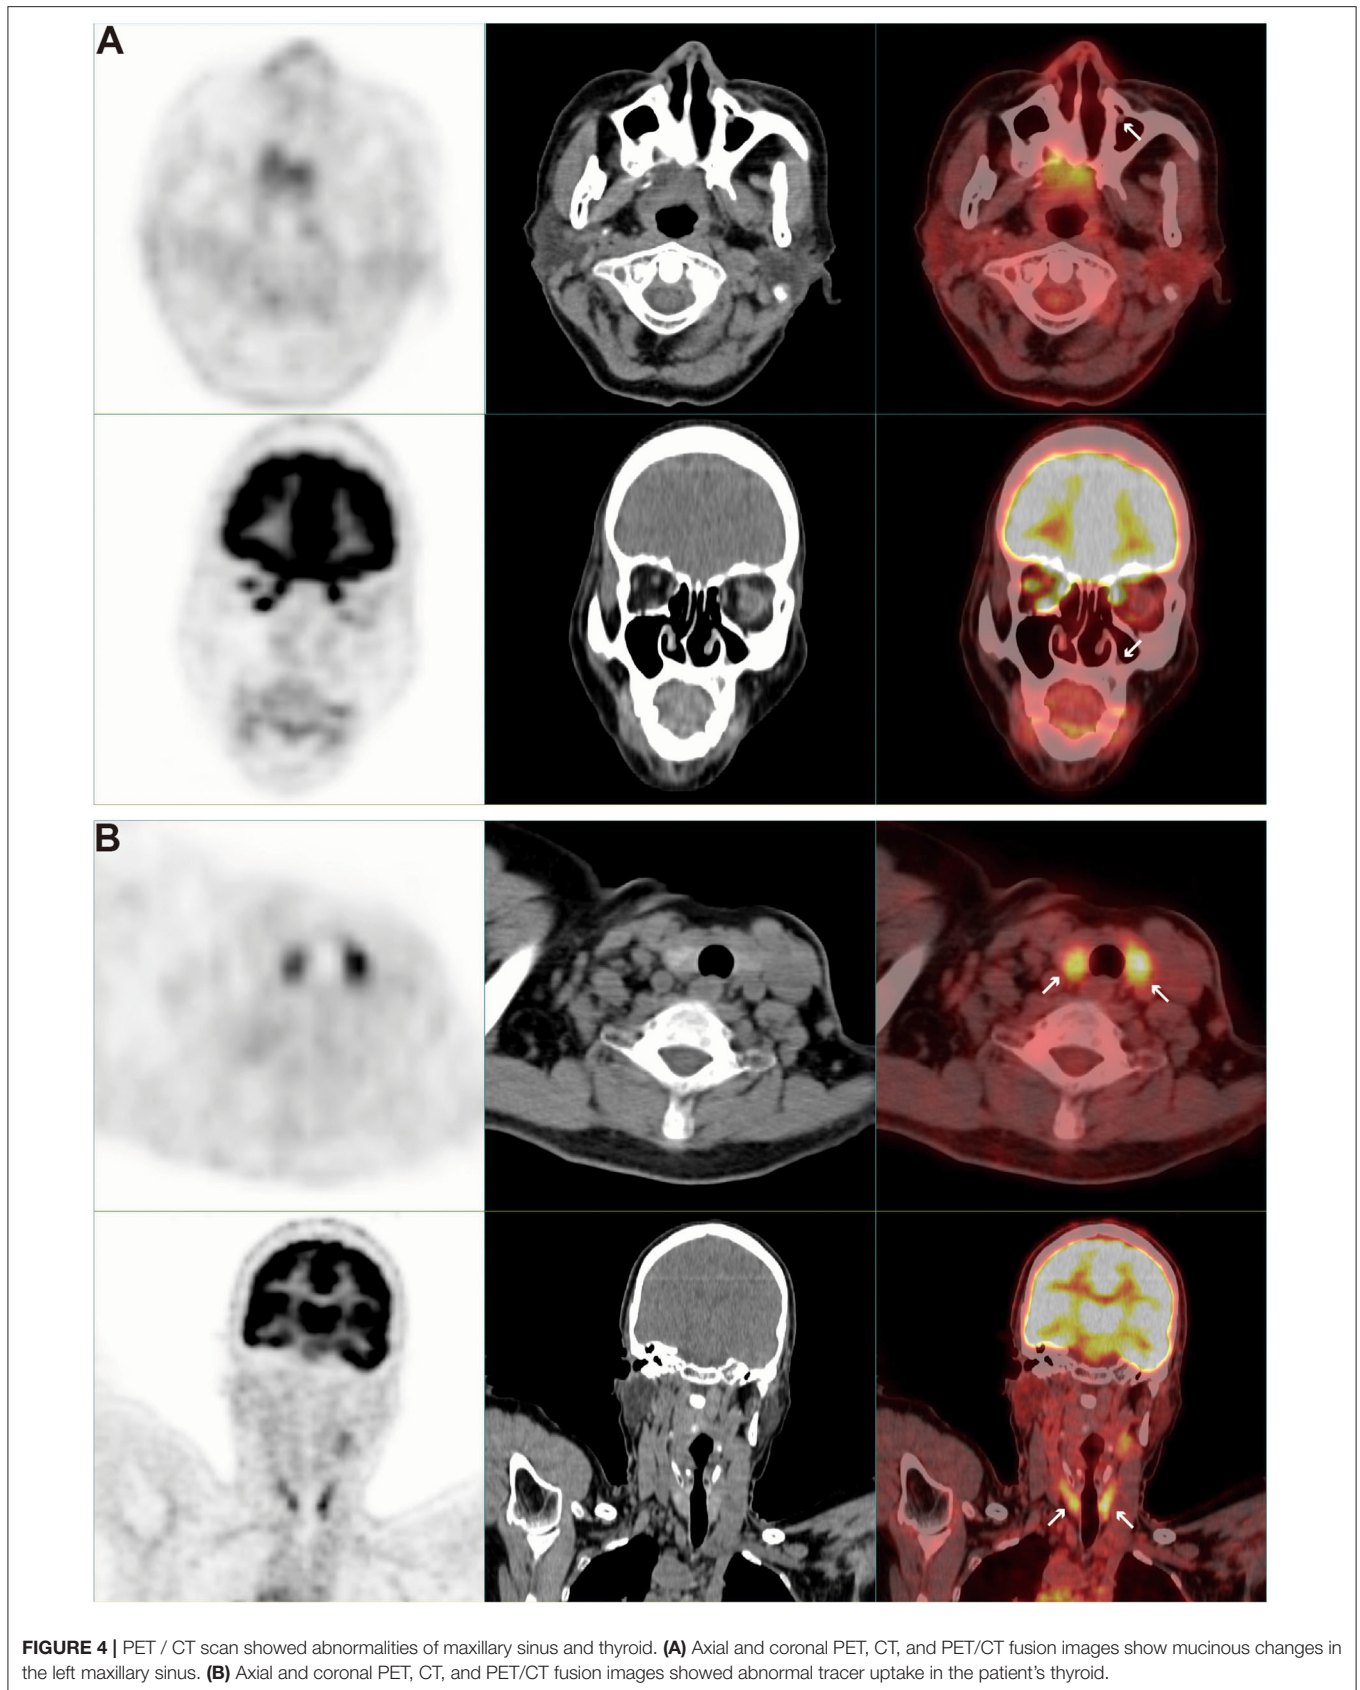 A
B
FIGURE 4 | PET / CT scan showed abnormalities of maxillary sinus and thyroid. (A) Axial and coronal PET, CT, and PET/CT fusion images show mucinous changes in
the left maxillary sinus. (B) Axial and coronal PET, CT, and PET/CT fusion images showed abnormal tracer uptake in the patient's thyroid.